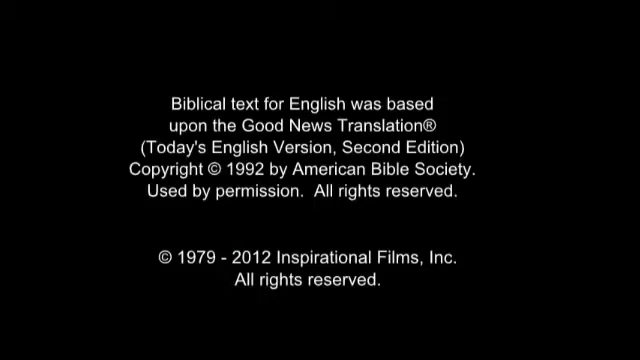 Biblical text for English was based
upon the Good News Translation®
(Today's English Version, Second Edition)
Copyright © 1992 by American Bible Society.
Used by permission.  All rights reserved.
© 1979 - 2012 Inspirational Films, Inc.
All rights reserved.